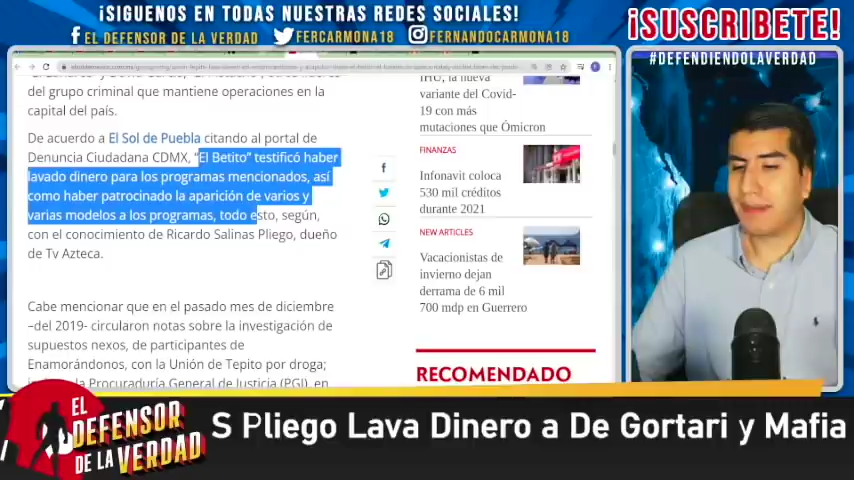 ¡SIGUENOS EN TODAS NUESTRAS REDES SOCIALES!
EL DEFENSOR DE LA VERDAD
FERCARMONA18
FERNANDOCARMONA18
¡SUSCRIBETE!
#DEFENDIENDOLAVERDAD
del grupo criminal que mantiene operaciones en la
capital del país.
De acuerdo a El Sol de Puebla citando al portal de
Denuncia Ciudadana CDMX, "El Betito" testificó haber
lavado dinero para los programas mencionados, así
como haber patrocinado la aparición de varios y
varias modelos a los programas, todo esto, según,
con el conocimiento de Ricardo Salinas Pliego, dueño
de Tv Azteca.
Cabe mencionar que en el pasado mes de diciembre
–del 2019- circularon notas sobre la investigación de
supuestos nexos, de participantes de
Enamorándonos, con la Unión de Tepito por droga;
la Procuraduría General de Justicia (PGJ), en
IHU, la nueva
variante del Covid-
19 con más
mutaciones que Ómicron
FINANZAS
Infonavit coloca
530 mil créditos
durante 2021
NEW ARTICLES
Vacacionistas de
invierno dejan
derrama de 6 mil
700 mdp en Guerrero
RECOMENDADO
EL
DEFENSOR
DE LA VERDAD
S Pliego Lava Dinero a De Gortari y Mafia